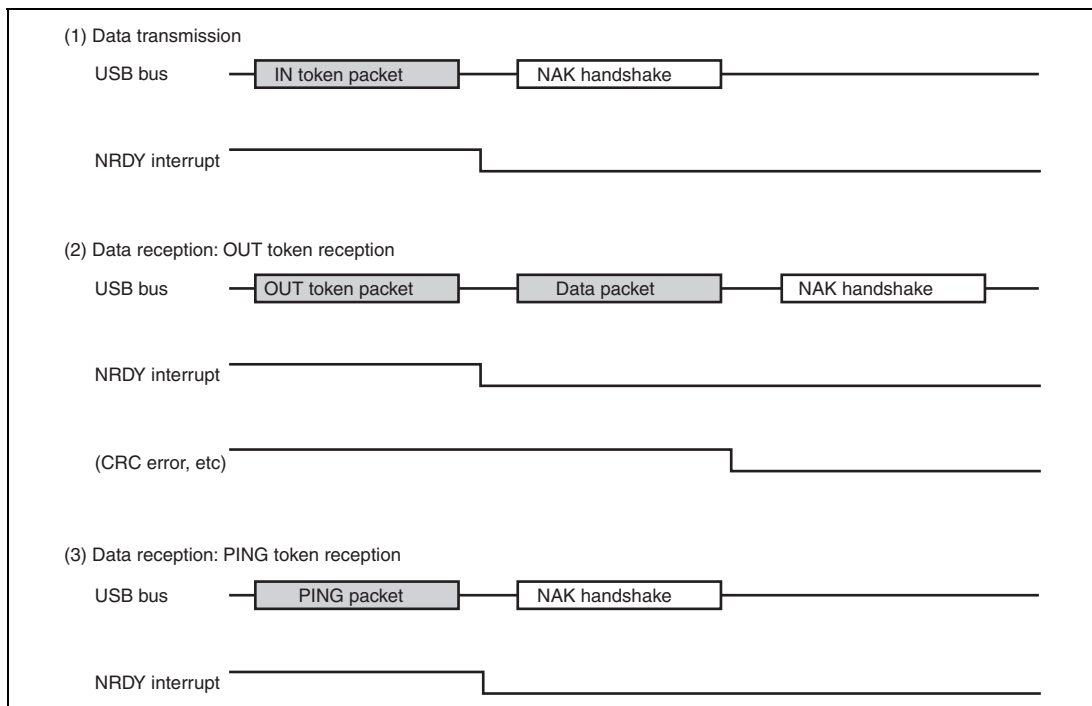 (1) Data transmission
USB bus
IN token packet
NAK handshake
NRDY interrupt
(2) Data reception: OUT token reception
USB bus
OUT token packet
Data packet
NAK handshake
NRDY interrupt
(CRC error, etc)
(3) Data reception: PING token reception
USB bus
PING packet
NAK handshake
NRDY interrupt